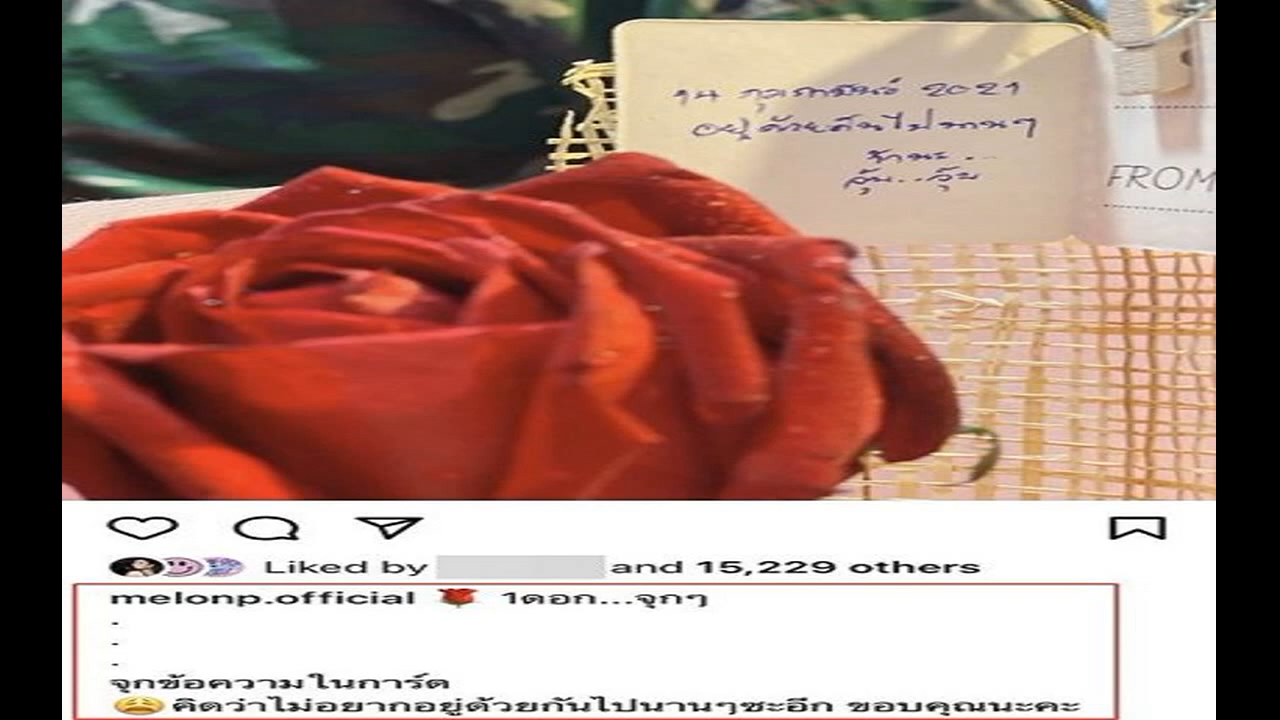 14 กุมภาพันธ์ 2021
อยู่ด้วยกันไปนานๆ
รักนะ...
FROM
Liked by and 15,229 others
melonp.official 🌹 1ดอก...จุกๆ
.
.
.
จุกข้อความในการ์ด
😩คิดว่าไม่อยากอยู่ด้วยกันไปนานๆซะอีก ขอบคุณนะคะ